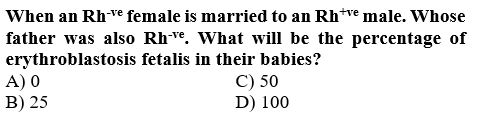 When an Rh-ve female is married to an Rh+ve male. Whose
father was also Rh-ve. What will be the percentage of
erythroblastosis fetalis in their babies?
A) 0 C) 50
B) 25 D) 100